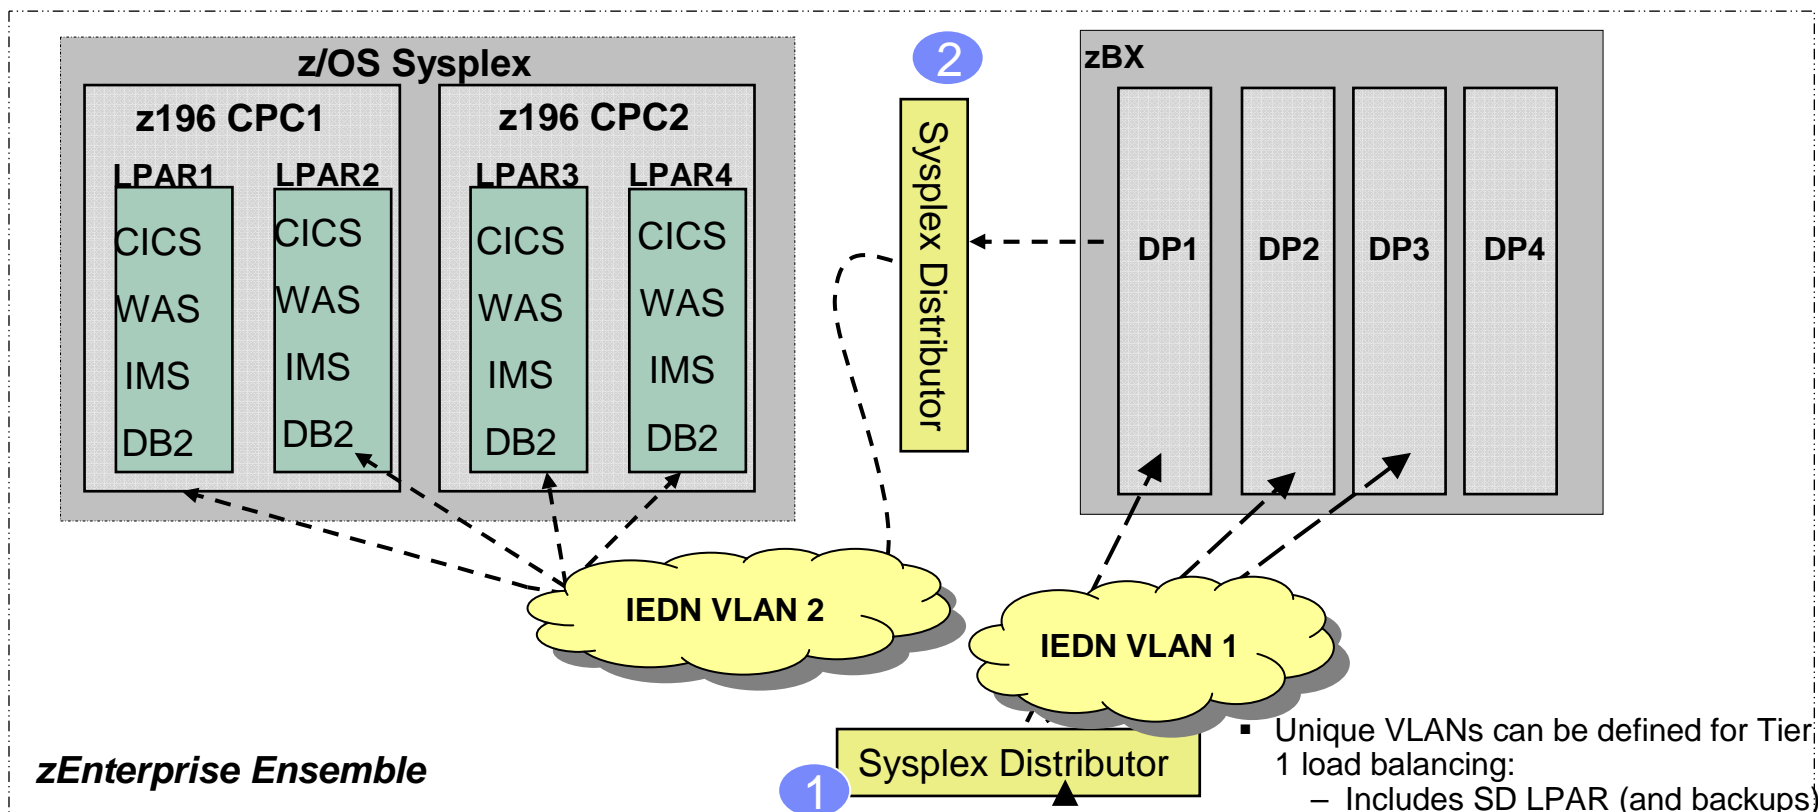 z/OS Sysplex
z196 CPC1
LPAR1
CICS
WAS
IMS
DB2
LPAR2
CICS
WAS
IMS
DB2
z196 CPC2
LPAR3
CICS
WAS
IMS
DB2
LPAR4
CICS
WAS
IMS
DB2
2
Sysplex Distributor
zBX
DP1
DP2
DP3
DP4
IEDN VLAN 2
IEDN VLAN 1
zEnterprise Ensemble
1
Sysplex Distributor
▪ Unique VLANs can be defined for Tier
1 load balancing:
– Includes SD LPAR (and backups)